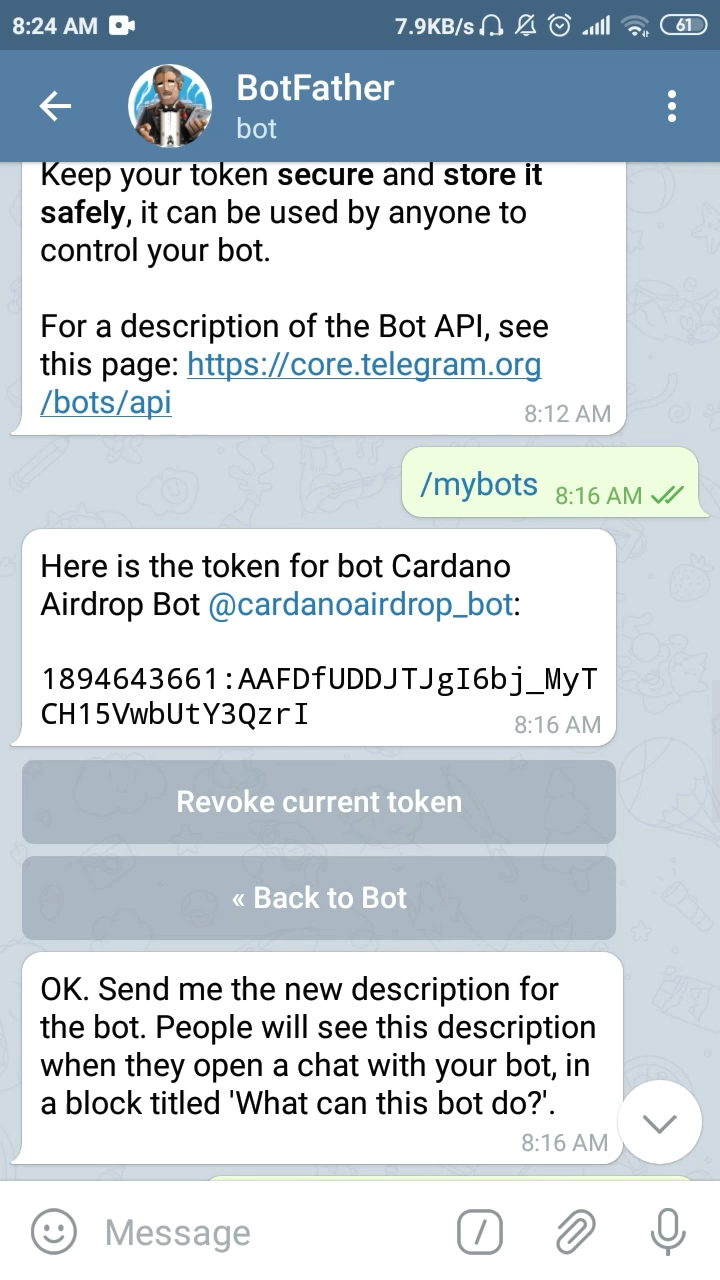 8:24 AM 7.9KB/s 61
BotFather
bot
Keep your token secure and store it
safely, it can be used by anyone to
control your bot.
For a description of the Bot API, see
this page: https://core.telegram.org
/bots/api
8:12 AM
/mybots 8:16 AM
Here is the token for bot Cardano
Airdrop Bot @cardanoairdrop_bot:
1894643661:AAFDfUDDJTJgI6bj_MyT
CH15VwbUtY3QzrI
8:16 AM
Revoke current token
« Back to Bot
OK. Send me the new description for
the bot. People will see this description
when they open a chat with your bot, in
a block titled 'What can this bot do?'.
8:16 AM
Message